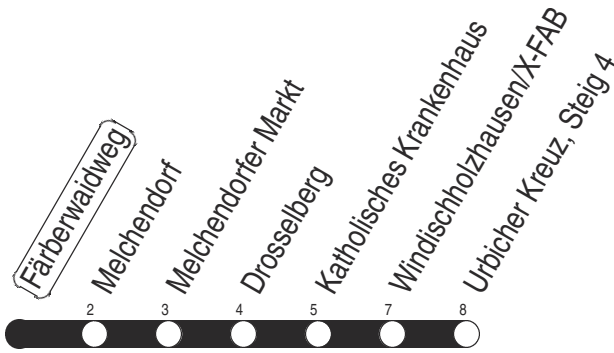 Färberwaidweg
Melchendorf
Melchendorfer Markt
Drosselberg
Katholisches Krankenhaus
Windischholzhausen/X-FAB
Urbicher Kreuz, Steig 4
2 3 4 5 7 8